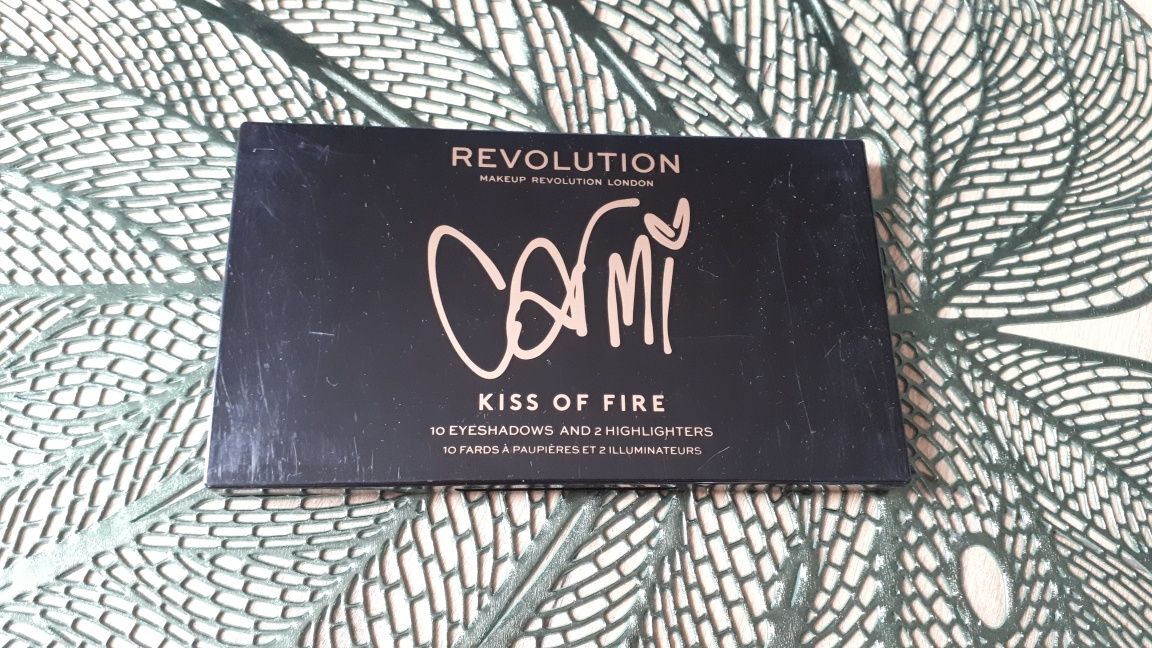 REVOLUTION
MAKEUP REVOLUTION LONDON
Carmi
KISS OF FIRE
10 EYESHADOWS AND 2 HIGHLIGHTERS
10 FARDS À PAUPIÈRES ET 2 ILLUMINATEURS